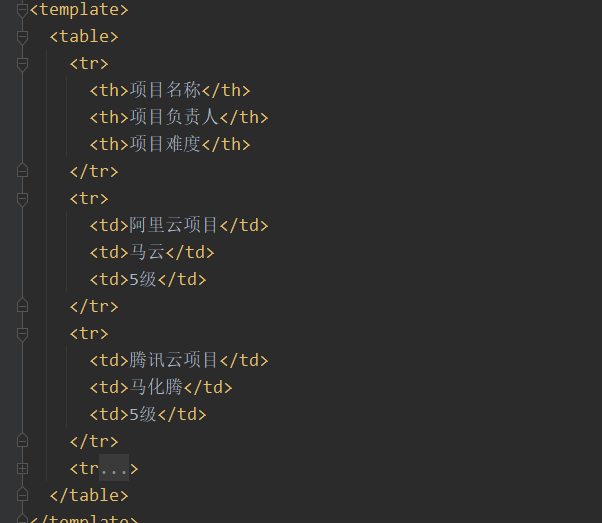 <template>
<table>
<tr>
<th>项目名称</th>
<th>项目负责人</th>
<th>项目难度</th>
</tr>
<tr>
<td>阿里云项目</td>
<td>马云</td>
<td>5级</td>
</tr>
<tr>
<td>腾讯云项目</td>
<td>马化腾</td>
<td>5级</td>
</tr>
<tr...>
</table>
</template>